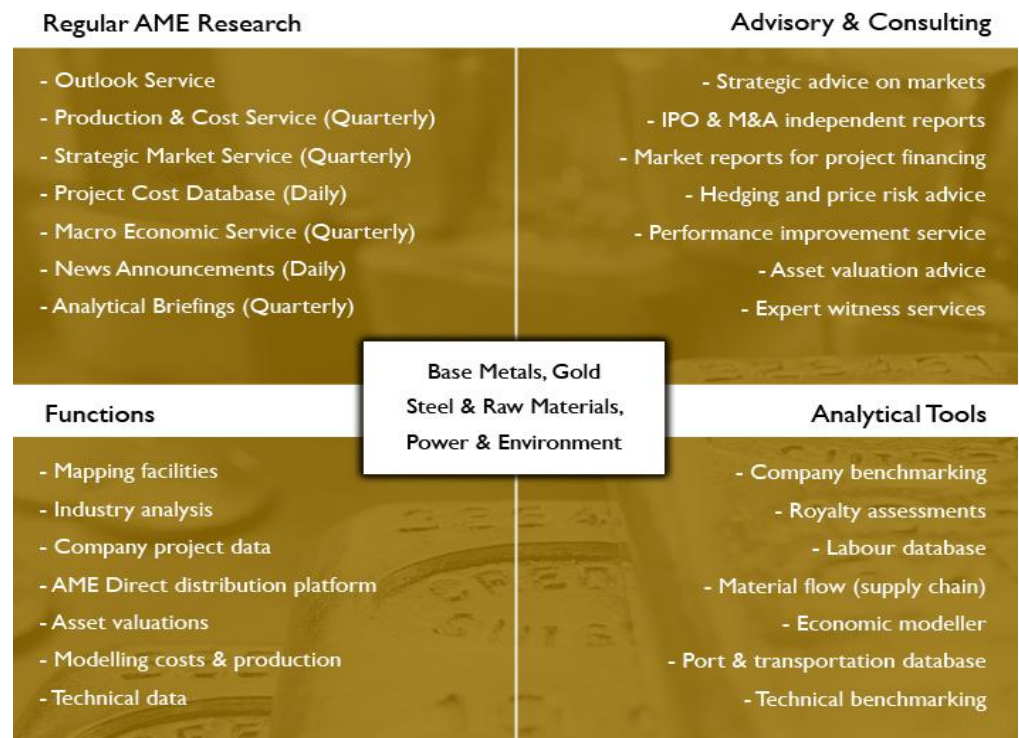 Regular AME Research
- Outlook Service
- Production & Cost Service (Quarterly)
- Strategic Market Service (Quarterly)
- Project Cost Database (Daily)
- Macro Economic Service (Quarterly)
- News Announcements (Daily)
- Analytical Briefings (Quarterly)
Advisory & Consulting
- Strategic advice on markets
- IPO & M&A independent reports
- Market reports for project financing
- Hedging and price risk advice
- Performance improvement service
- Asset valuation advice
- Expert witness services
Base Metals, Gold
Steel & Raw Materials,
Power & Environment
Functions
- Mapping facilities
- Industry analysis
- Company project data
- AME Direct distribution platform
- Asset valuations
- Modelling costs & production
- Technical data
Analytical Tools
- Company benchmarking
- Royalty assessments
- Labour database
- Material flow (supply chain)
- Economic modeller
- Port & transportation database
- Technical benchmarking